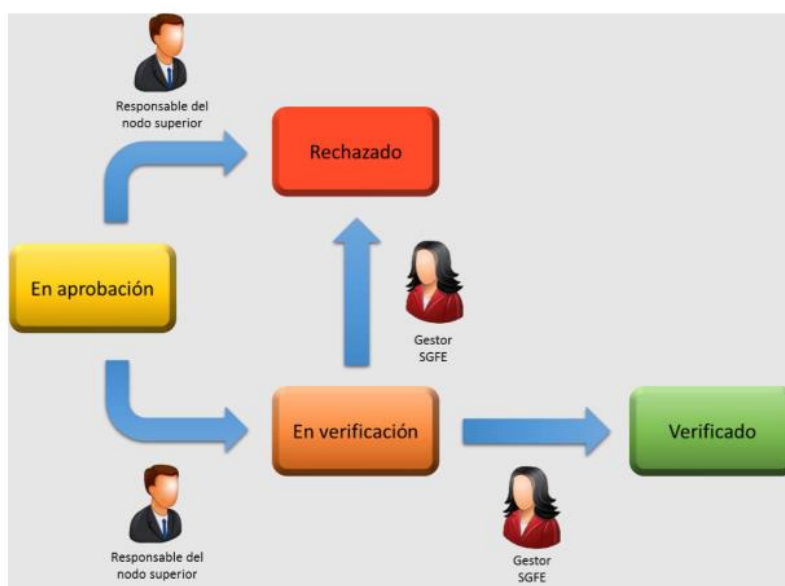 Responsable del
nodo superior
Rechazado
En aprobación
Gestor
SGFE
En verificación
Verificado
Responsable del
nodo superior
Gestor
SGFE